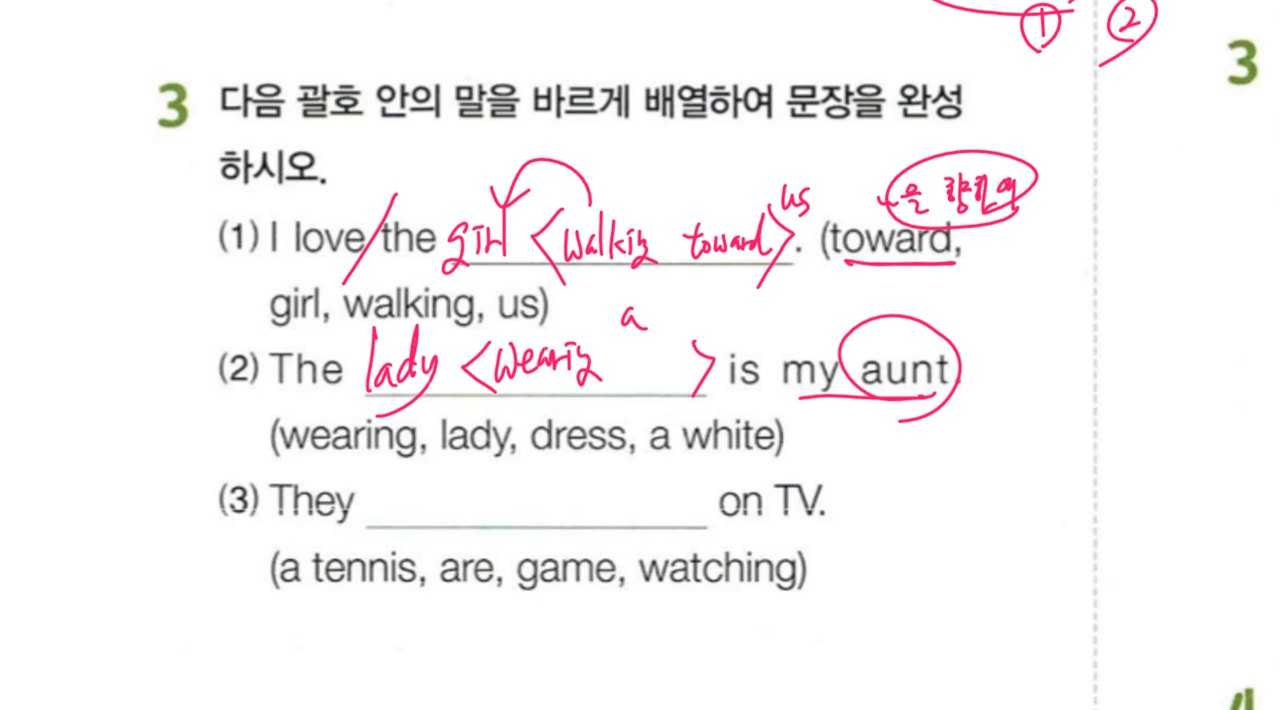 ① ②
3
3 다음 괄호 안의 말을 바르게 배열하여 문장을 완성
하시오.
을 향하여
us
(1) I love / the girl <walking toward>. (toward,
girl, walking, us)
a
(2) The lady <wearing > is my aunt.
(wearing, lady, dress, a white)
(3) They ____________ on TV.
(a tennis, are, game, watching)